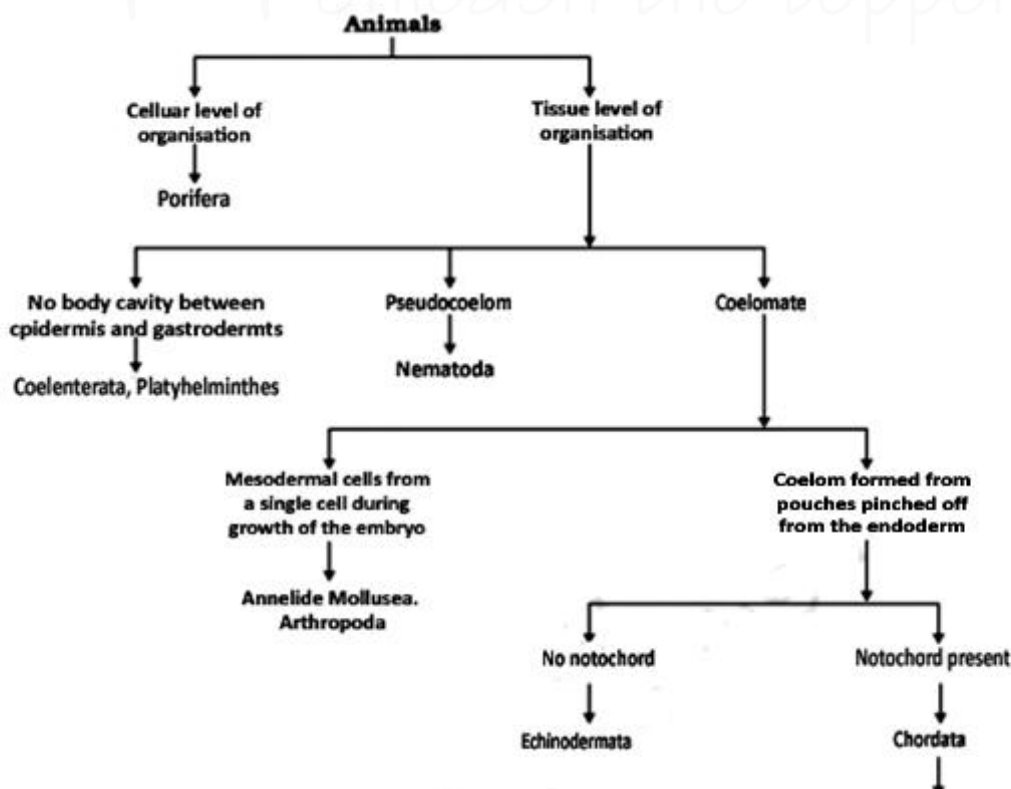 Animals
Celluar level of
organisation
Tissue level of
organisation
Porifera
No body cavity between
cpidermis and gastrodermts
Pseudocoelom
Coelomate
Nematoda
Coelenterata, Platyhelminthes
Mesodermal cells from
a single cell during
growth of the embryo
Coelom formed from
pouches pinched off
from the endoderm
Annelide Mollusea.
Arthropoda
No notochord
Notochord present
Echinodermata
Chordata